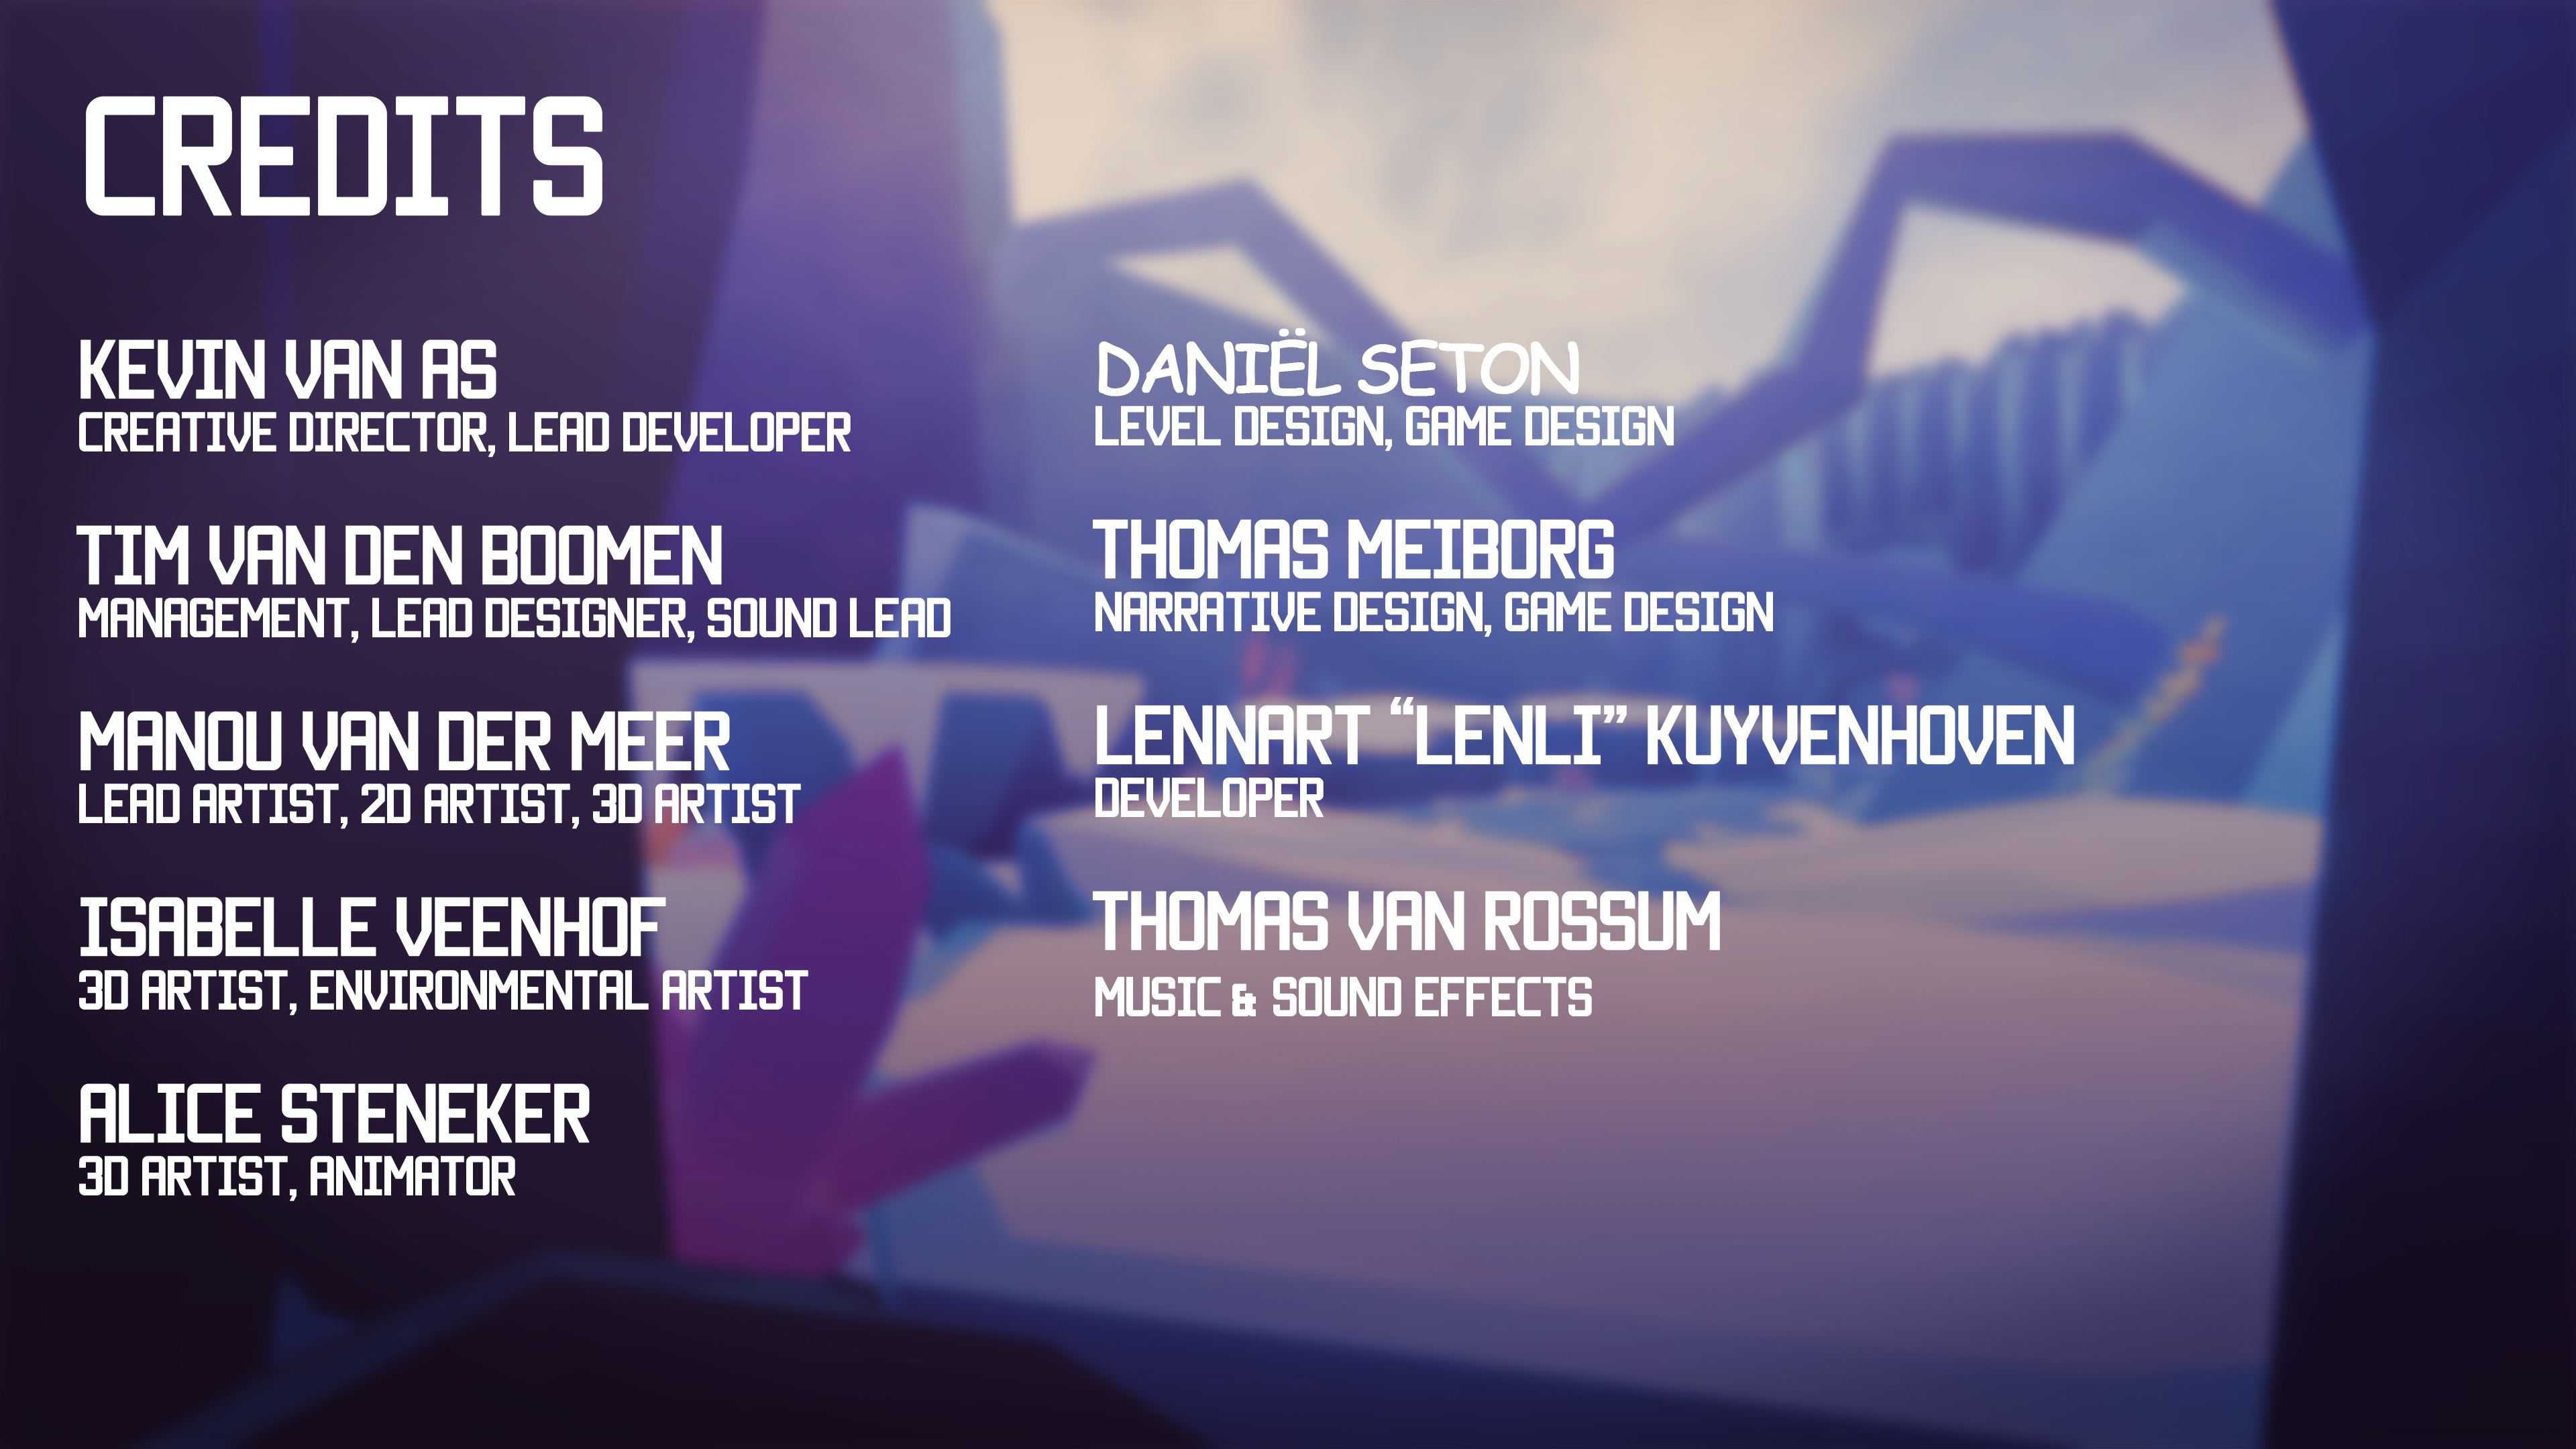 CREDITS
KEVIN VAN AS
CREATIVE DIRECTOR, LEAD DEVELOPER
TIM VAN DEN BOOMEN
MANAGEMENT, LEAD DESIGNER, SOUND LEAD
MANOU VAN DER MEER
LEAD ARTIST, 2D ARTIST, 3D ARTIST
ISABELLE VEENHOF
3D ARTIST, ENVIRONMENTAL ARTIST
ALICE STENEKER
3D ARTIST, ANIMATOR
DANIËL SETON
LEVEL DESIGN, GAME DESIGN
THOMAS MEIBORG
NARRATIVE DESIGN, GAME DESIGN
LENNART “LENLI” KUYVENHOVEN
DEVELOPER
THOMAS VAN ROSSUM
MUSIC & SOUND EFFECTS